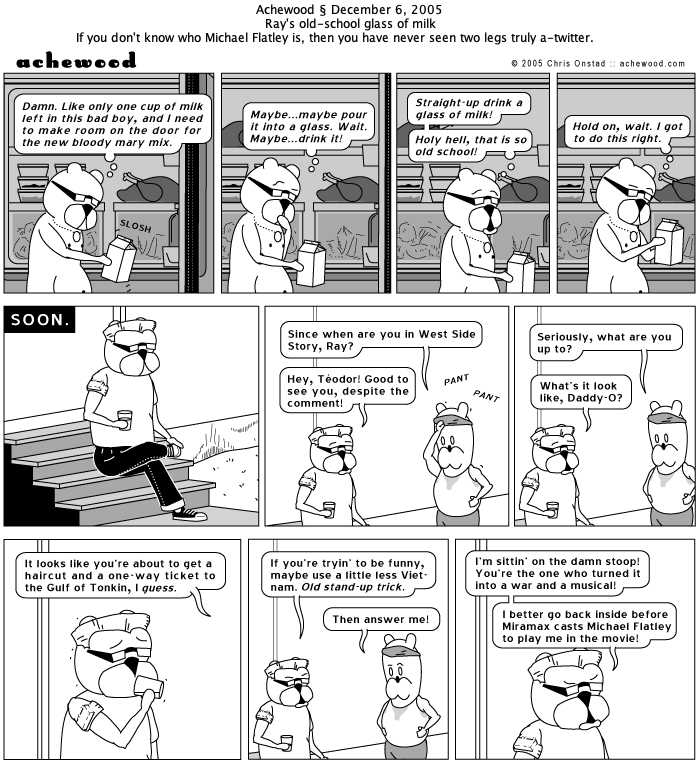 Achewood § December 6, 2005
Ray's old-school glass of milk
If you don't know who Michael Flatley is, then you have never seen two legs truly a-twitter.
achewood
© 2005 Chris Onstad :: achewood.com
Damn. Like only one cup of milk
left in this bad boy, and I need
to make room on the door for
the new bloody mary mix.
SLOSH
Maybe...maybe pour
it into a glass. Wait.
Maybe...drink it!
Straight-up drink a
glass of milk!
Holy hell, that is so
old school!
Hold on, wait. I got
to do this right.
SOON.
Since when are you in West Side
Story, Ray?
Hey, Téodor! Good to
see you, despite the
comment!
PANT
PANT
Seriously, what are you
up to?
What's it look
like, Daddy-O?
It looks like you're about to get a
haircut and a one-way ticket to
the Gulf of Tonkin, I guess.
If you're tryin' to be funny,
maybe use a little less Viet-
nam. Old stand-up trick.
Then answer me!
I'm sittin' on the damn stoop!
You're the one who turned it
into a war and a musical!
I better go back inside before
Miramax casts Michael Flatley
to play me in the movie!